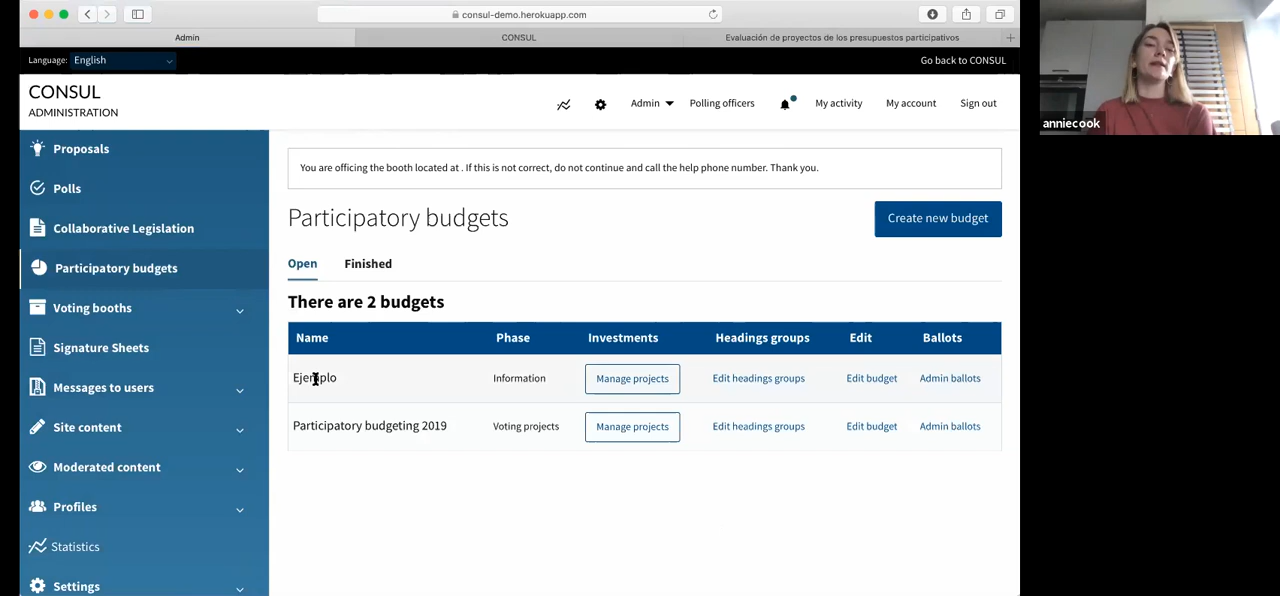 consul-demo.herokuapp.com
Admin
CONSUL
Evaluación de proyectos de los presupuestos participativos
Language: English
Go back to CONSUL
CONSUL
ADMINISTRATION
Admin
Polling officers
My activity
My account
Sign out
anniecook
Proposals
Polls
Collaborative Legislation
Participatory budgets
Voting booths
Signature Sheets
Messages to users
Site content
Moderated content
Profiles
Statistics
Settings
You are officing the booth located at . If this is not correct, do not continue and call the help phone number. Thank you.
Participatory budgets
Create new budget
Open
Finished
There are 2 budgets
Name Phase Investments Headings groups Edit Ballots
Ejemplo Information Manage projects Edit headings groups Edit budget Admin ballots
Participatory budgeting 2019 Voting projects Manage projects Edit headings groups Edit budget Admin ballots